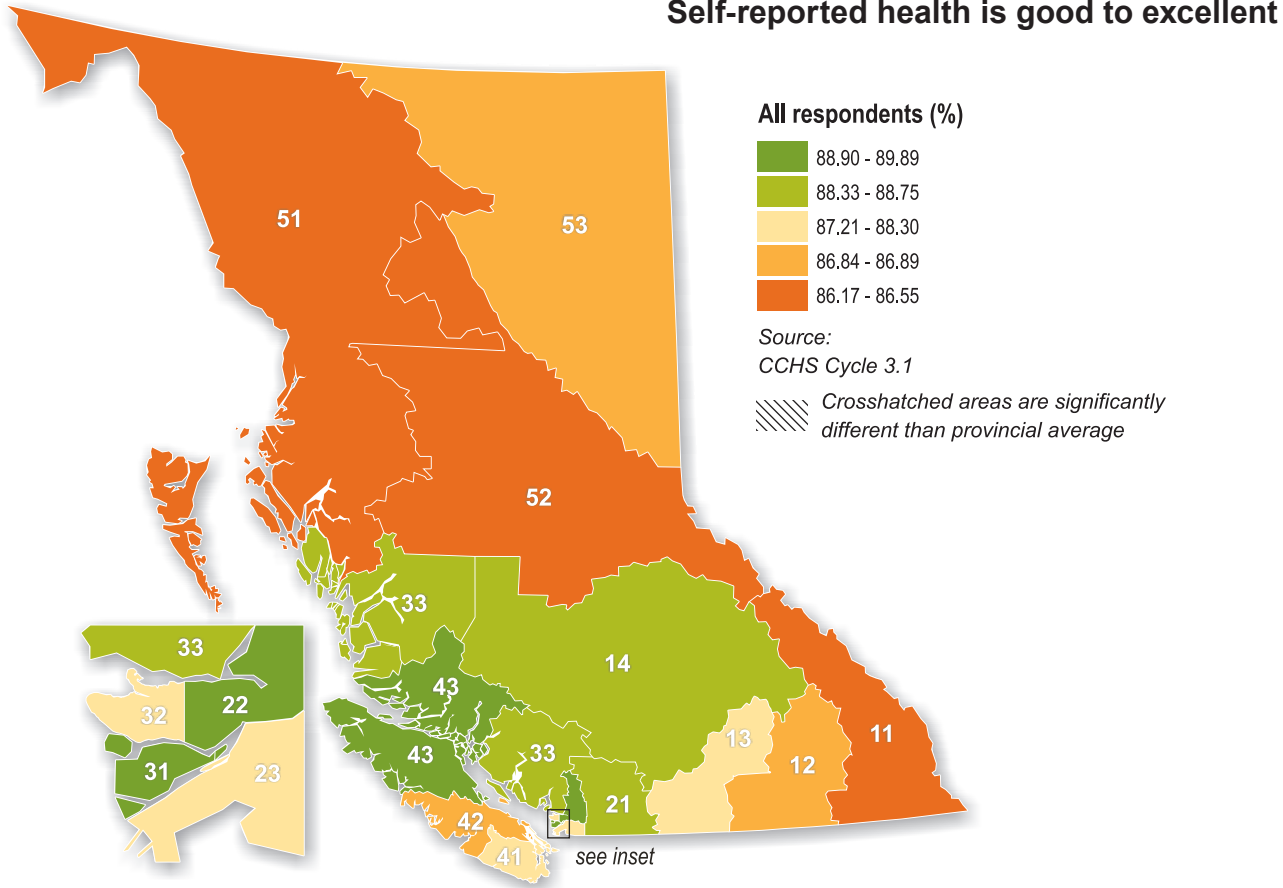 Self-reported health is good to excellent
All respondents (%)
88.90 - 89.89
88.33 - 88.75
87.21 - 88.30
86.84 - 86.89
86.17 - 86.55
Source:
CCHS Cycle 3.1
Crosshatched areas are significantly
different than provincial average
51
53
52
33
14
43
43
33
13
12
11
21
42
41
see inset
33
32
22
31
23